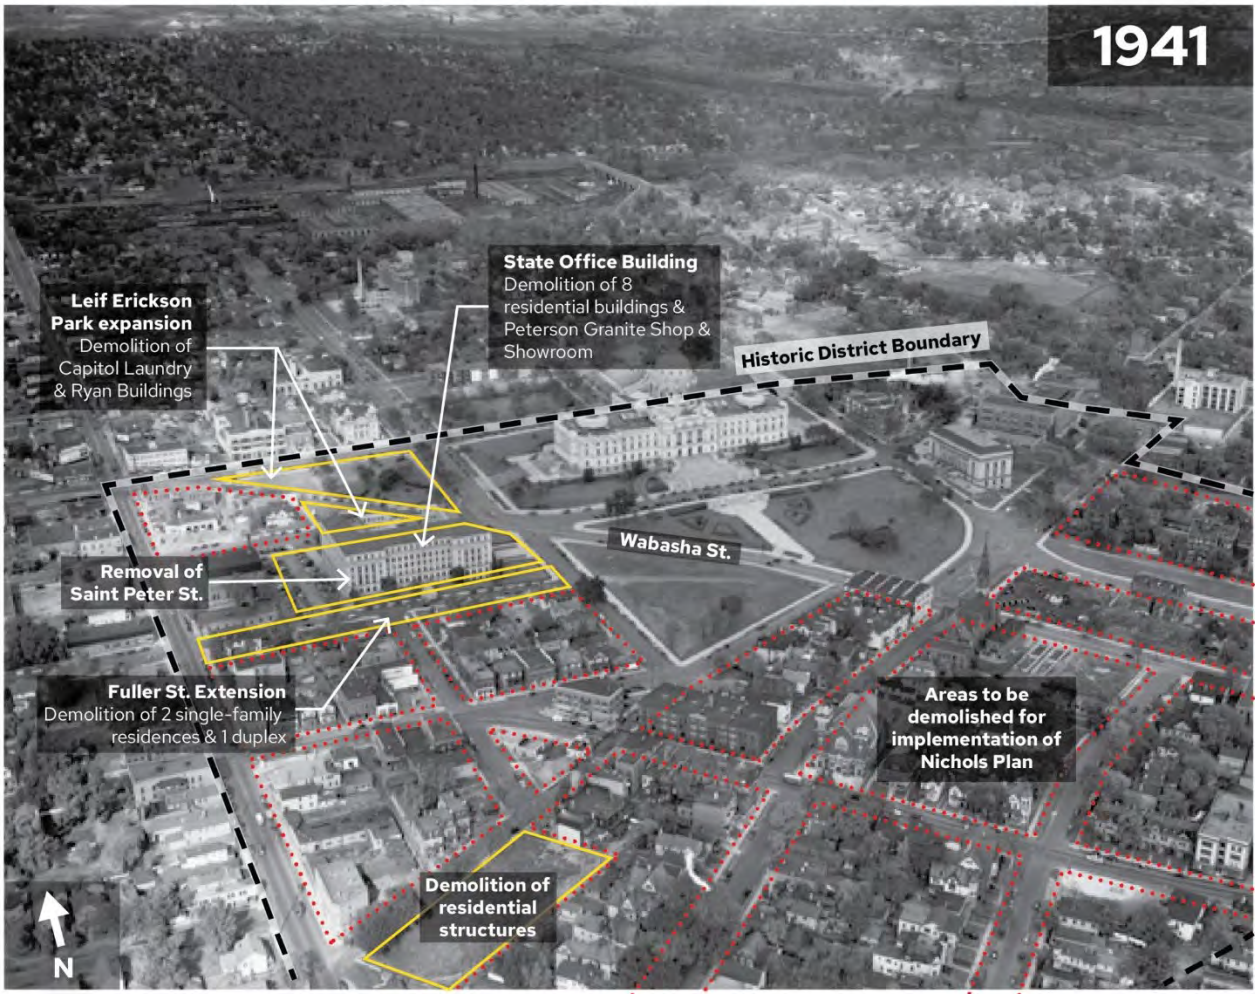 1941
State Office Building
Demolition of 8
residential buildings &
Peterson Granite Shop &
Showroom
Leif Erickson
Park expansion
Demolition of
Capitol Laundry
& Ryan Buildings
Historic District Boundary
Wabasha St.
Removal of
Saint Peter St.
Fuller St. Extension
Demolition of 2 single-family
residences & 1 duplex
Areas to be
demolished for
implementation of
Nichols Plan
Demolition of
residential
structures
N